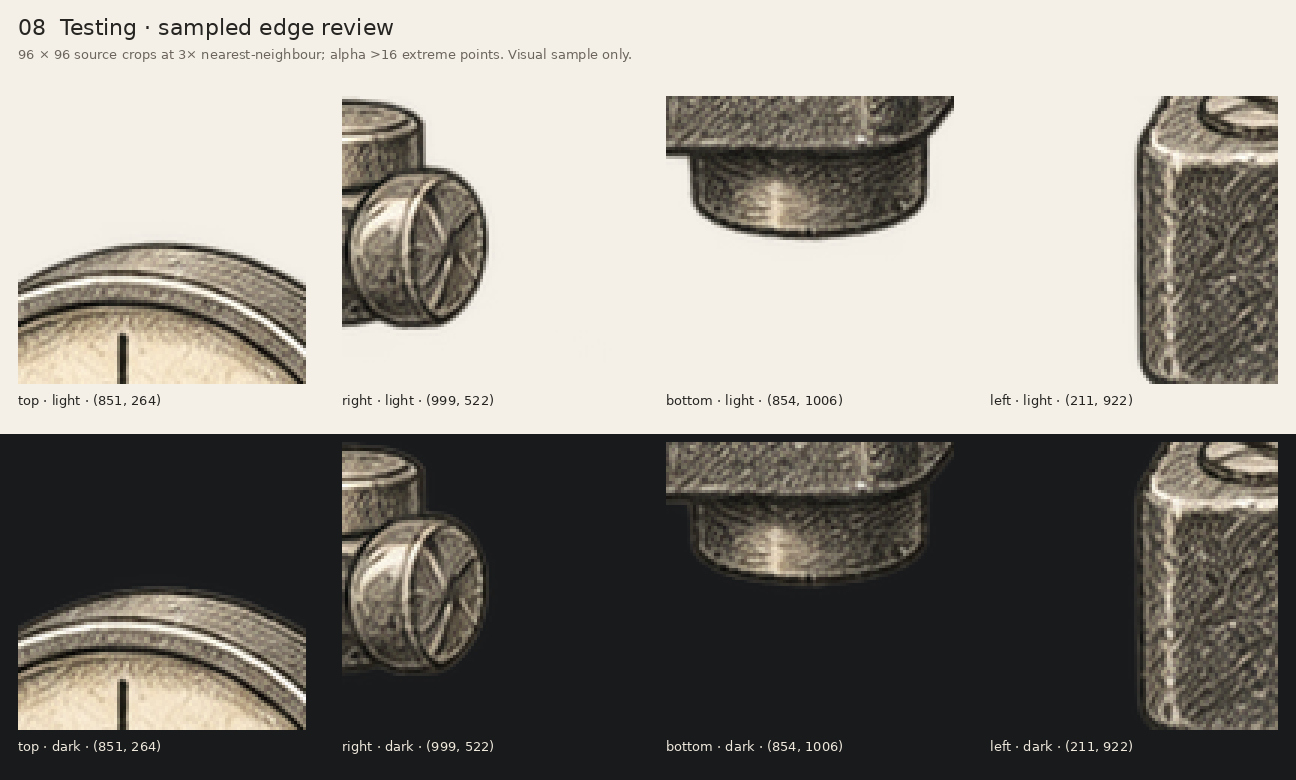 08 Testing · sampled edge review
96 × 96 source crops at 3× nearest-neighbour; alpha >16 extreme points. Visual sample only.
top · light · (851, 264)
right · light · (999, 522)
bottom · light · (854, 1006)
left · light · (211, 922)
top · dark · (851, 264)
right · dark · (999, 522)
bottom · dark · (854, 1006)
left · dark · (211, 922)